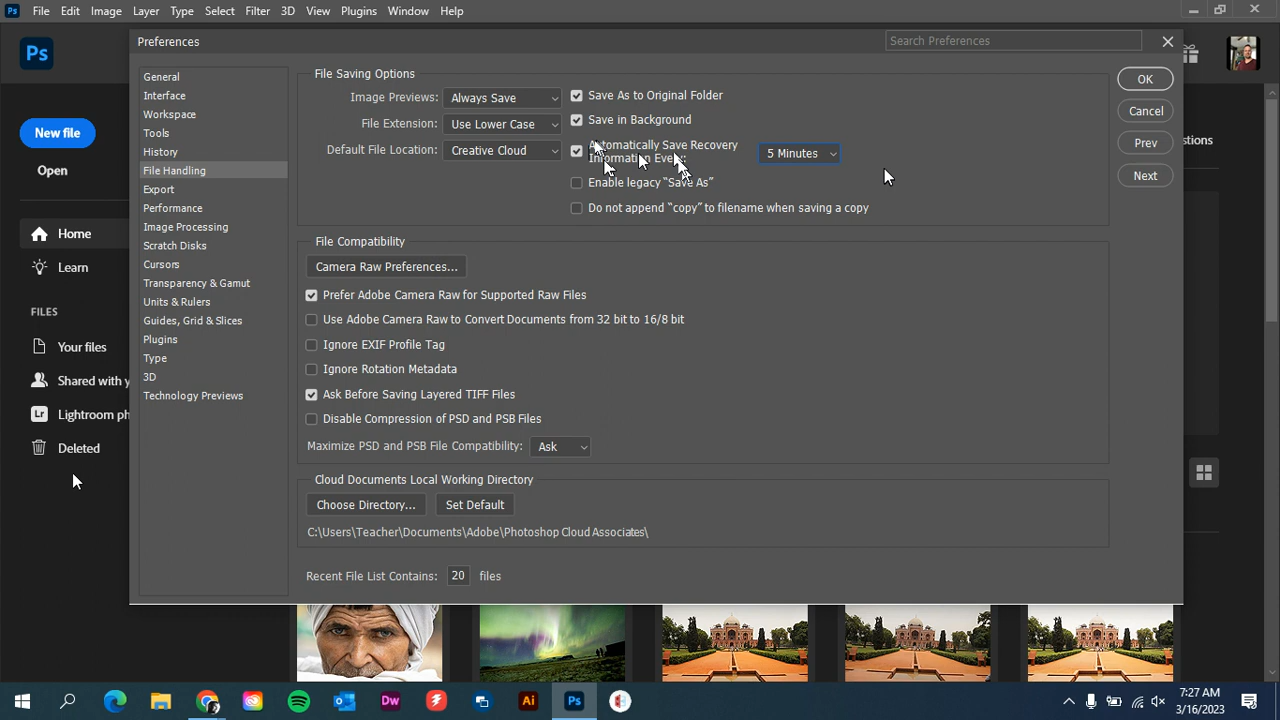 Ps File Edit Image Layer Type Select Filter 3D View Plugins Window Help
Ps
New file
Open
Home
Learn
FILES
Your files
Shared with y
Lr Lightroom ph
Deleted
Preferences
Search Preferences
General
Interface
Workspace
Tools
History
File Handling
Export
Performance
Image Processing
Scratch Disks
Cursors
Transparency & Gamut
Units & Rulers
Guides, Grid & Slices
Plugins
Type
3D
Technology Previews
File Saving Options
Image Previews: Always Save
File Extension: Use Lower Case
Default File Location: Creative Cloud
Save As to Original Folder
Save in Background
Automatically Save Recovery
Information Every: 5 Minutes
Enable legacy “Save As”
Do not append “copy” to filename when saving a copy
File Compatibility
Camera Raw Preferences...
Prefer Adobe Camera Raw for Supported Raw Files
Use Adobe Camera Raw to Convert Documents from 32 bit to 16/8 bit
Ignore EXIF Profile Tag
Ignore Rotation Metadata
Ask Before Saving Layered TIFF Files
Disable Compression of PSD and PSB Files
Maximize PSD and PSB File Compatibility: Ask
Cloud Documents Local Working Directory
Choose Directory... Set Default
C:\Users\Teacher\Documents\Adobe\Photoshop Cloud Associates\
Recent File List Contains: 20 files
OK
Cancel
Prev
Next
stions
Dw Ai Ps
7:27 AM
3/16/2023